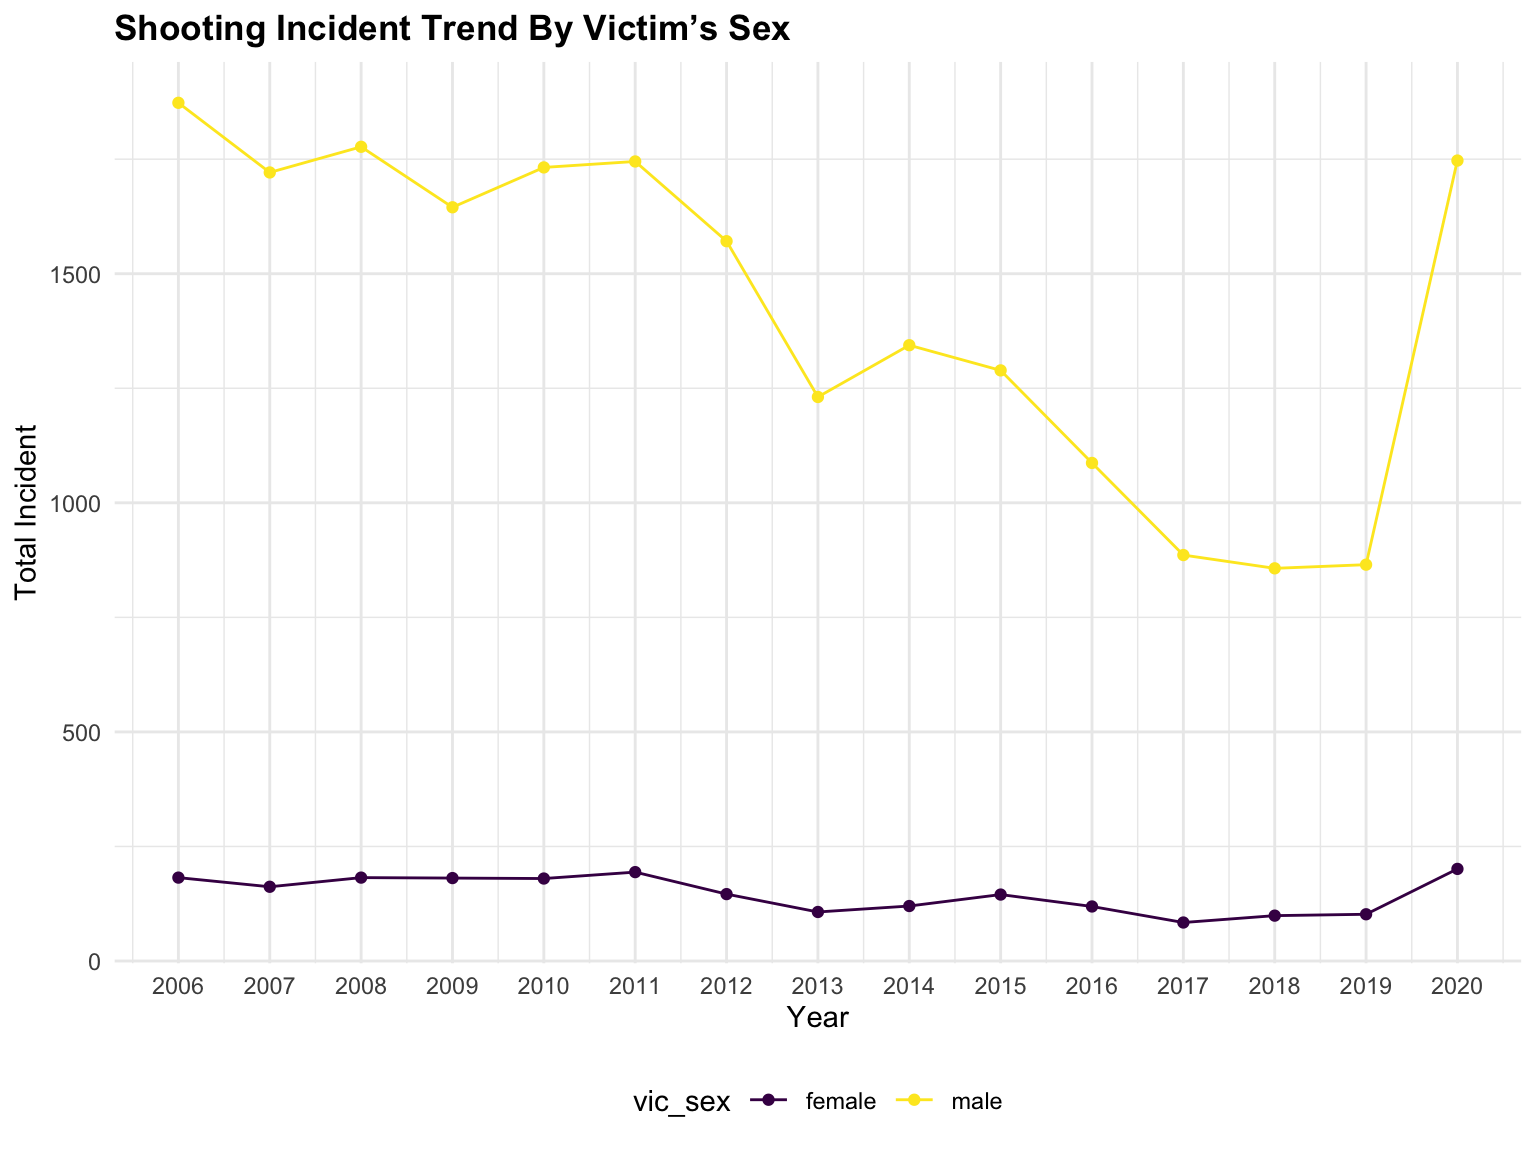 Shooting Incident Trend By Victim’s Sex
Total Incident
1500
1000
500
0
2006 2007 2008 2009 2010 2011 2012 2013 2014 2015 2016 2017 2018 2019 2020
Year
vic_sex female male